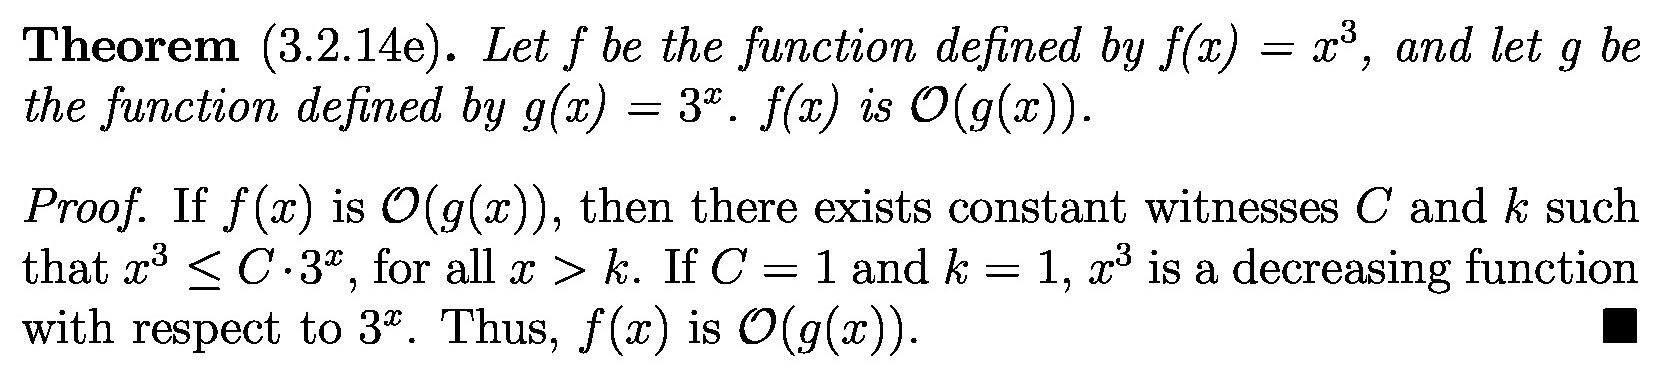 Theorem (3.2.14e). Let f be the function defined by f(x) = x³, and let g be
the function defined by g(x) = 3ˣ. f(x) is 𝒪(g(x)).
Proof. If f(x) is 𝒪(g(x)), then there exists constant witnesses C and k such
that x³ ≤ C·3ˣ, for all x > k. If C = 1 and k = 1, x³ is a decreasing function
with respect to 3ˣ. Thus, f(x) is 𝒪(g(x)). ■